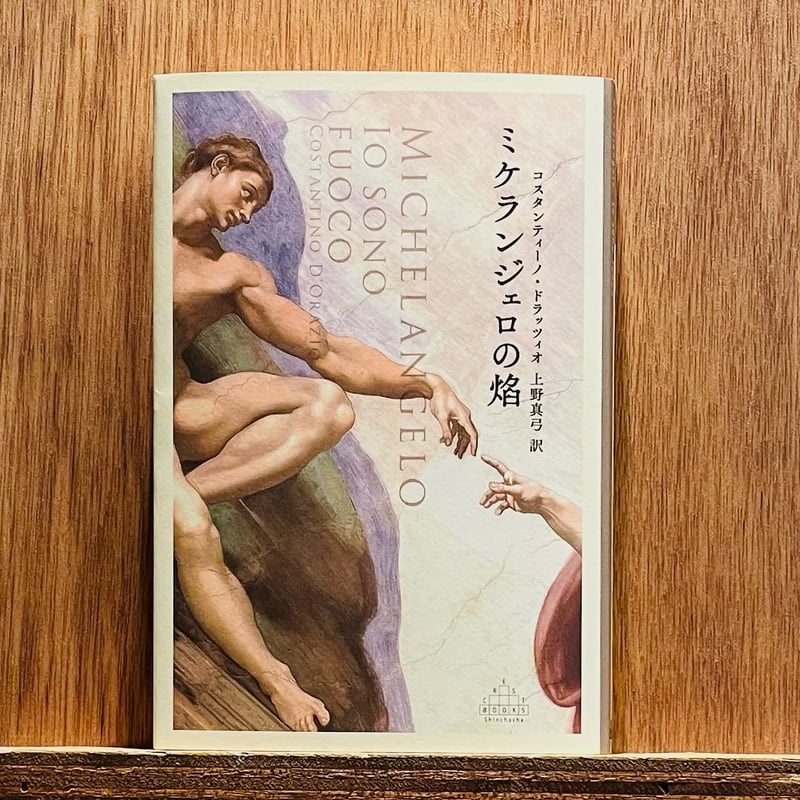 ミケランジェロの焰
コスタンティーノ・ドラッツィオ 上野真弓 訳
MICHELANGELO
IO SONO
FUOCO
COSTANTINO D'ORAZIO
CREST
BOOKS
Shinchosha